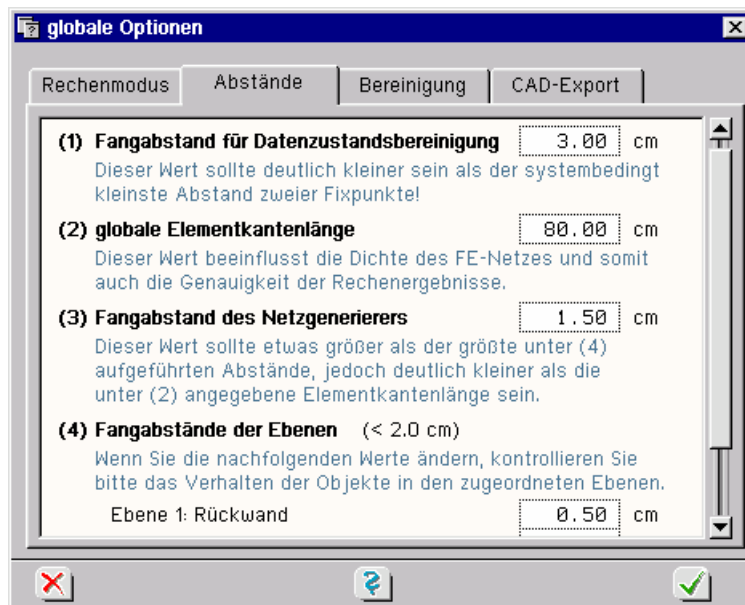 globale Optionen
Rechenmodus Abstände Bereinigung CAD-Export
(1) Fangabstand für Datenzustandsbereinigung 3.00 cm
Dieser Wert sollte deutlich kleiner sein als der systembedingt
kleinste Abstand zweier Fixpunkte!
(2) globale Elementkantenlänge 80.00 cm
Dieser Wert beeinflusst die Dichte des FE-Netzes und somit
auch die Genauigkeit der Rechenergebnisse.
(3) Fangabstand des Netzgenerierers 1.50 cm
Dieser Wert sollte etwas größer als der größte unter (4)
aufgeführten Abstände, jedoch deutlich kleiner als die
unter (2) angegebene Elementkantenlänge sein.
(4) Fangabstände der Ebenen (< 2.0 cm)
Wenn Sie die nachfolgenden Werte ändern, kontrollieren Sie
bitte das Verhalten der Objekte in den zugeordneten Ebenen.
Ebene 1: Rückwand 0.50 cm